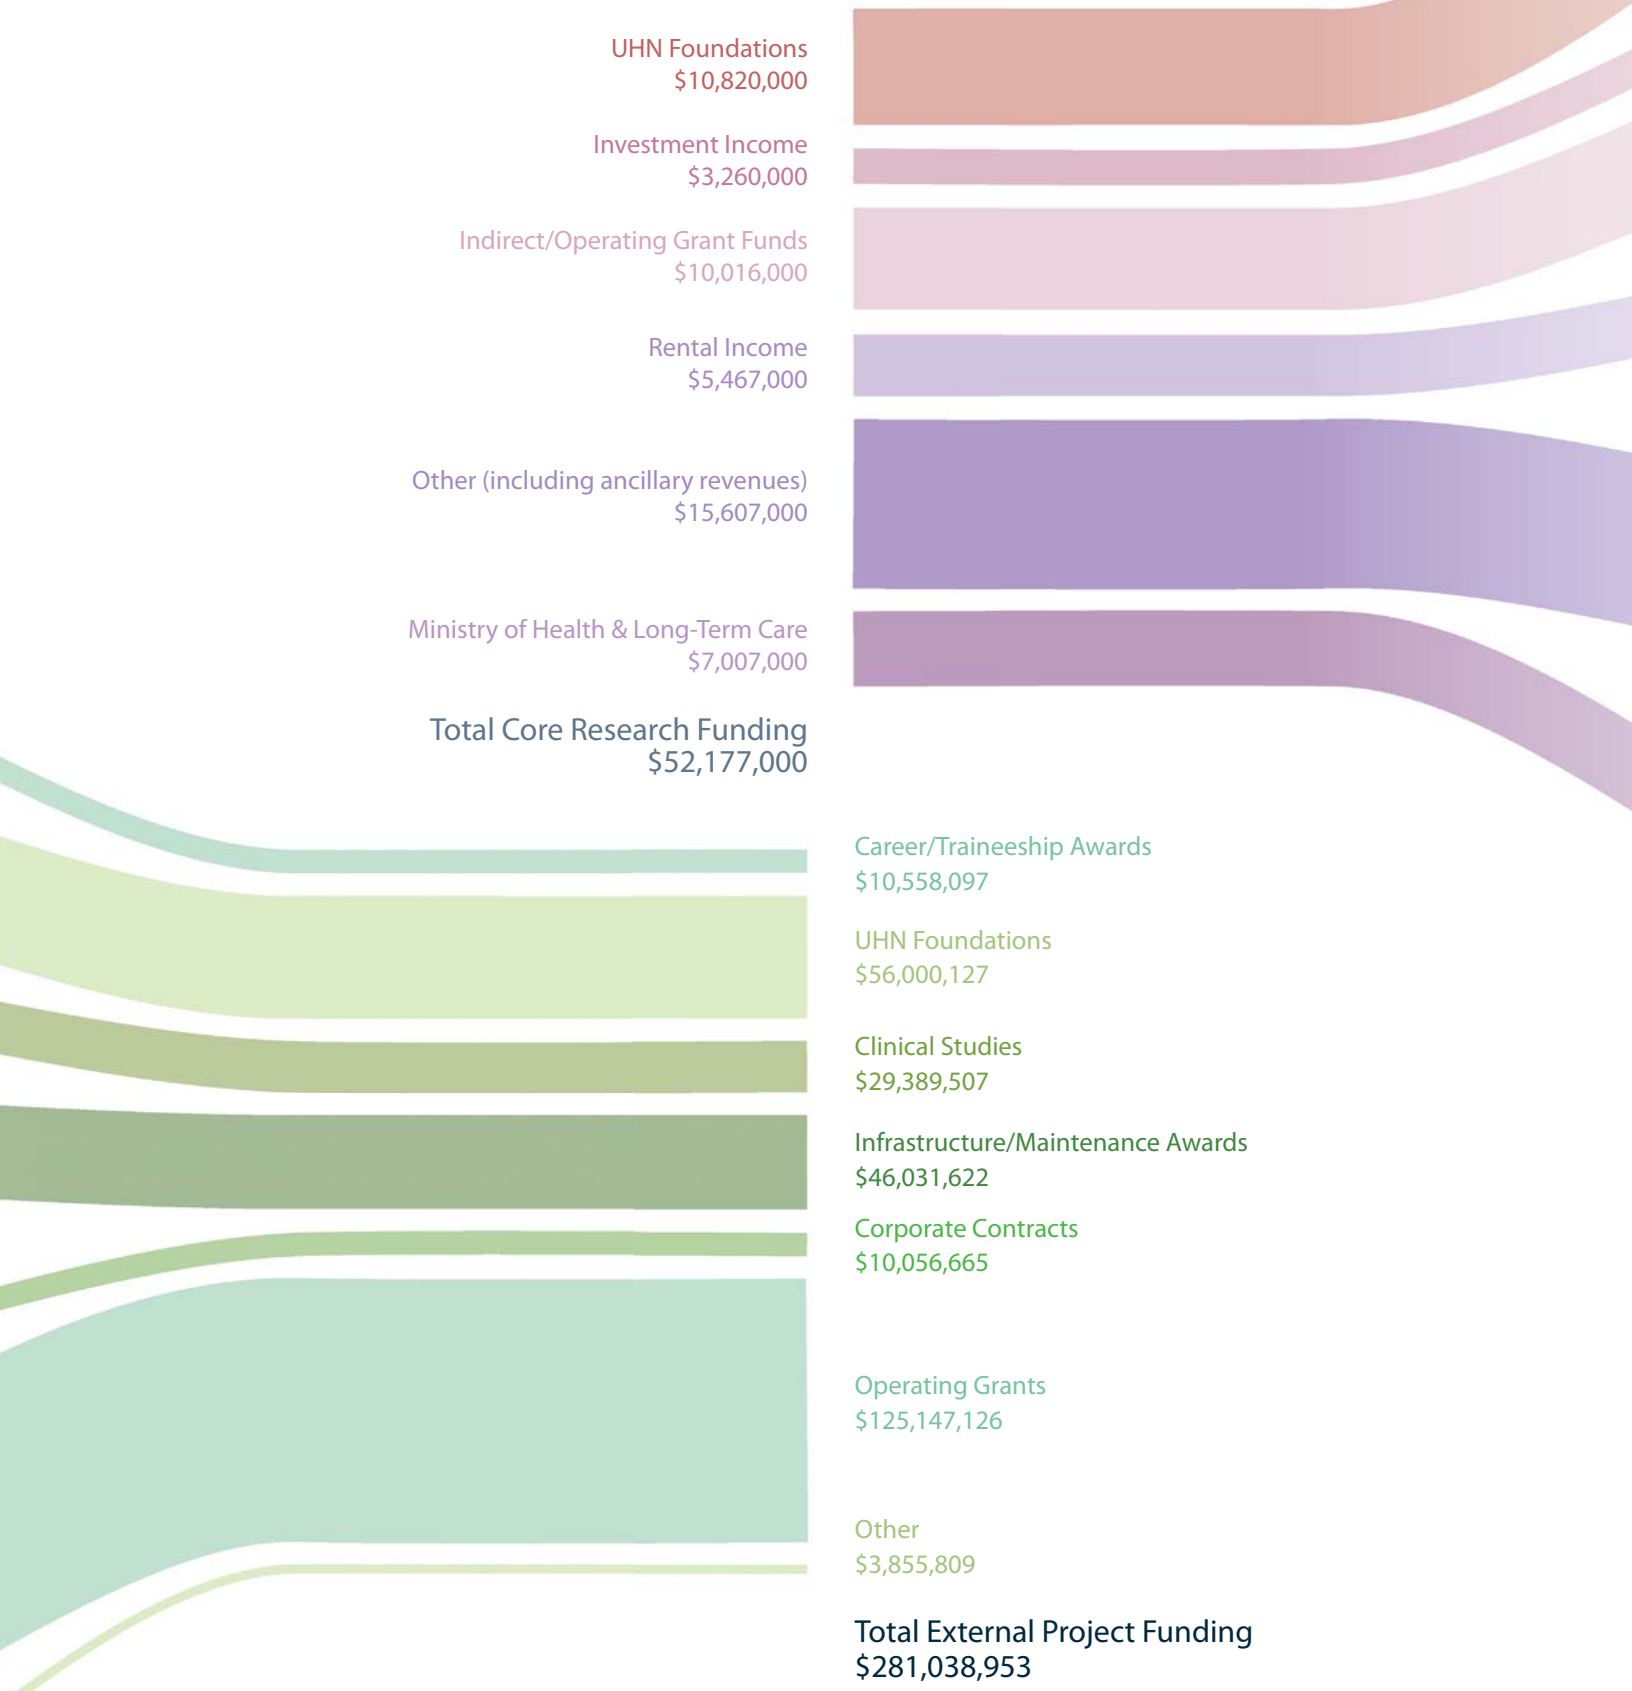 UHN Foundations
$10,820,000
Investment Income
$3,260,000
Indirect/Operating Grant Funds
$10,016,000
Rental Income
$5,467,000
Other (including ancillary revenues)
$15,607,000
Ministry of Health & Long-Term Care
$7,007,000
Total Core Research Funding
$52,177,000
Career/Traineeship Awards
$10,558,097
UHN Foundations
$56,000,127
Clinical Studies
$29,389,507
Infrastructure/Maintenance Awards
$46,031,622
Corporate Contracts
$10,056,665
Operating Grants
$125,147,126
Other
$3,855,809
Total External Project Funding
$281,038,953